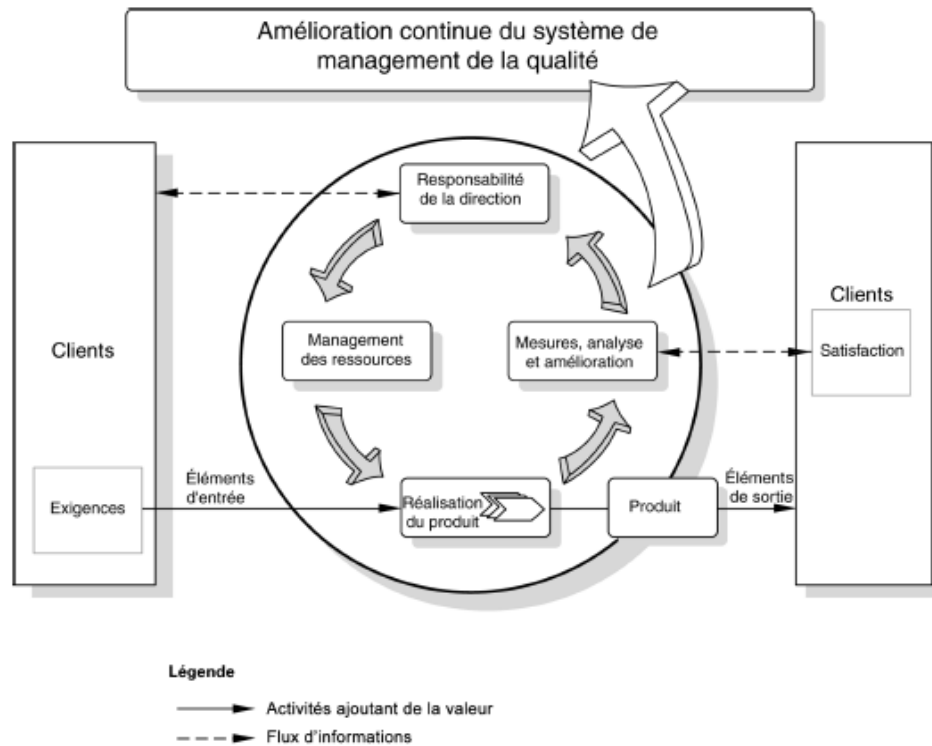 Amélioration continue du système de
management de la qualité
Responsabilité
de la direction
Clients
Management
des ressources
Mesures, analyse
et amélioration
Clients
Satisfaction
Exigences
Éléments
d'entrée
Réalisation
du produit
Produit
Éléments
de sortie
Légende
Activités ajoutant de la valeur
Flux d'informations